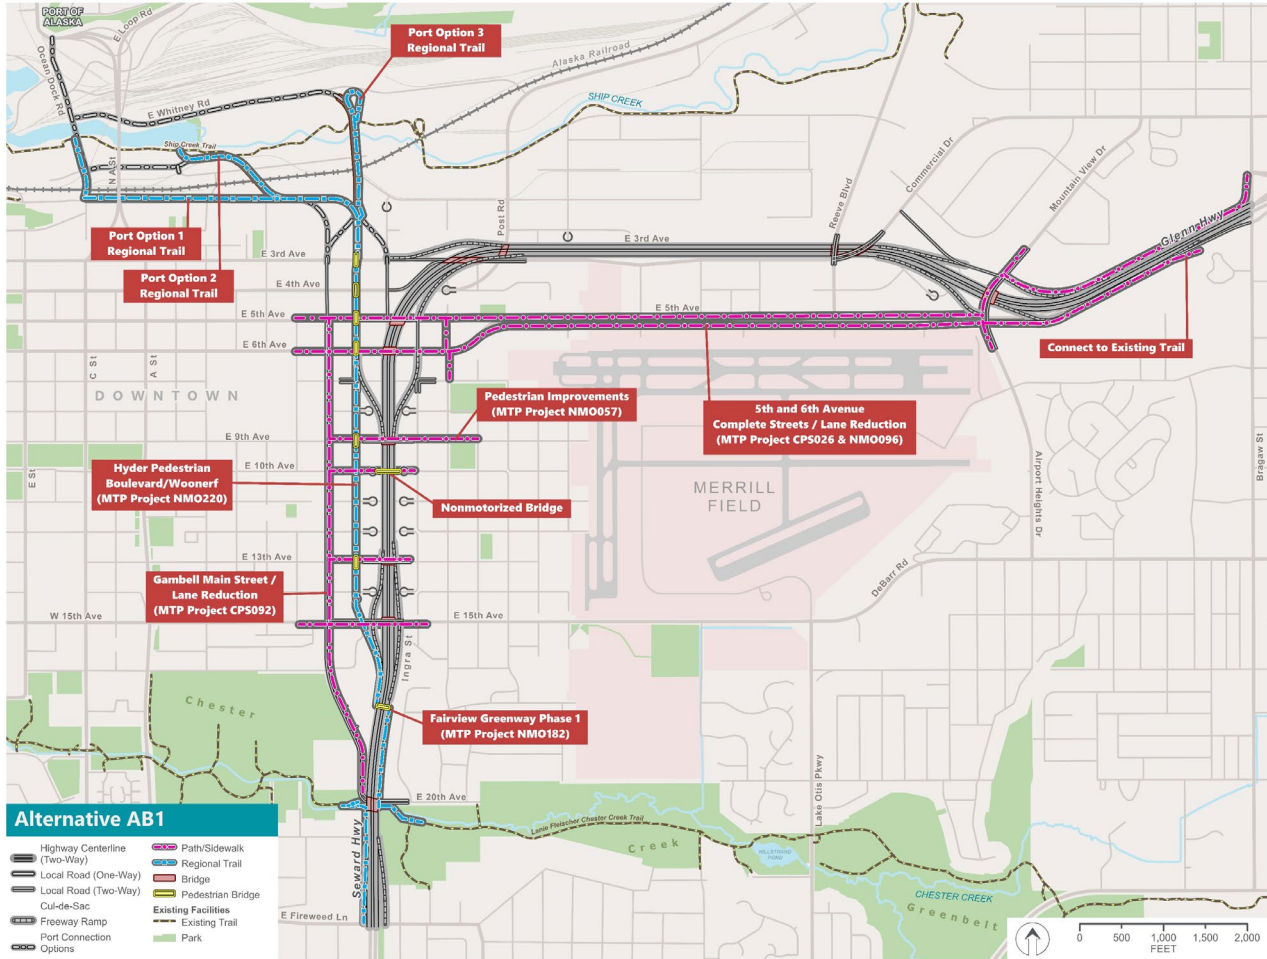 PORT OF
ALASKA
E Loop Rd
Ocean Dock Rd
Port Option 3
Regional Trail
Alaska Railroad
E Whitney Rd
SHIP CREEK
Ship Creek Trail
N A St
Commercial Dr
Mountain View Dr
Reeve Blvd
Post Rd
Glenn Hwy
Port Option 1
Regional Trail
E 3rd Ave
E 3rd Ave
Port Option 2
Regional Trail
E 4th Ave
E 5th Ave
E 5th Ave
E 6th Ave
Connect to Existing Trail
C St
A St
DOWNTOWN
Pedestrian Improvements
(MTP Project NMO057)
5th and 6th Avenue
Complete Streets / Lane Reduction
(MTP Project CPS026 & NMO096)
E 9th Ave
E St
Hyder Pedestrian
Boulevard/Woonerf
(MTP Project NMO220)
E 10th Ave
Airport Heights Dr
Bragaw St
MERRILL
FIELD
Nonmotorized Bridge
E 13th Ave
DeBarr Rd
Gambell Main Street /
Lane Reduction
(MTP Project CPS092)
W 15th Ave
E 15th Ave
Ingra St
Chester
Fairview Greenway Phase 1
(MTP Project NMO182)
Lake Otis Pkwy
E 20th Ave
Lanie Fleischer Chester Creek Trail
Creek
HILLSTRAND
POND
Seward Hwy
CHESTER CREEK
Greenbelt
E Fireweed Ln
Alternative AB1
Highway Centerline
(Two-Way)
Local Road (One-Way)
Local Road (Two-Way)
Cul-de-Sac
Freeway Ramp
Port Connection
Options
Path/Sidewalk
Regional Trail
Bridge
Pedestrian Bridge
Existing Facilities
Existing Trail
Park
0 500 1,000 1,500 2,000
FEET